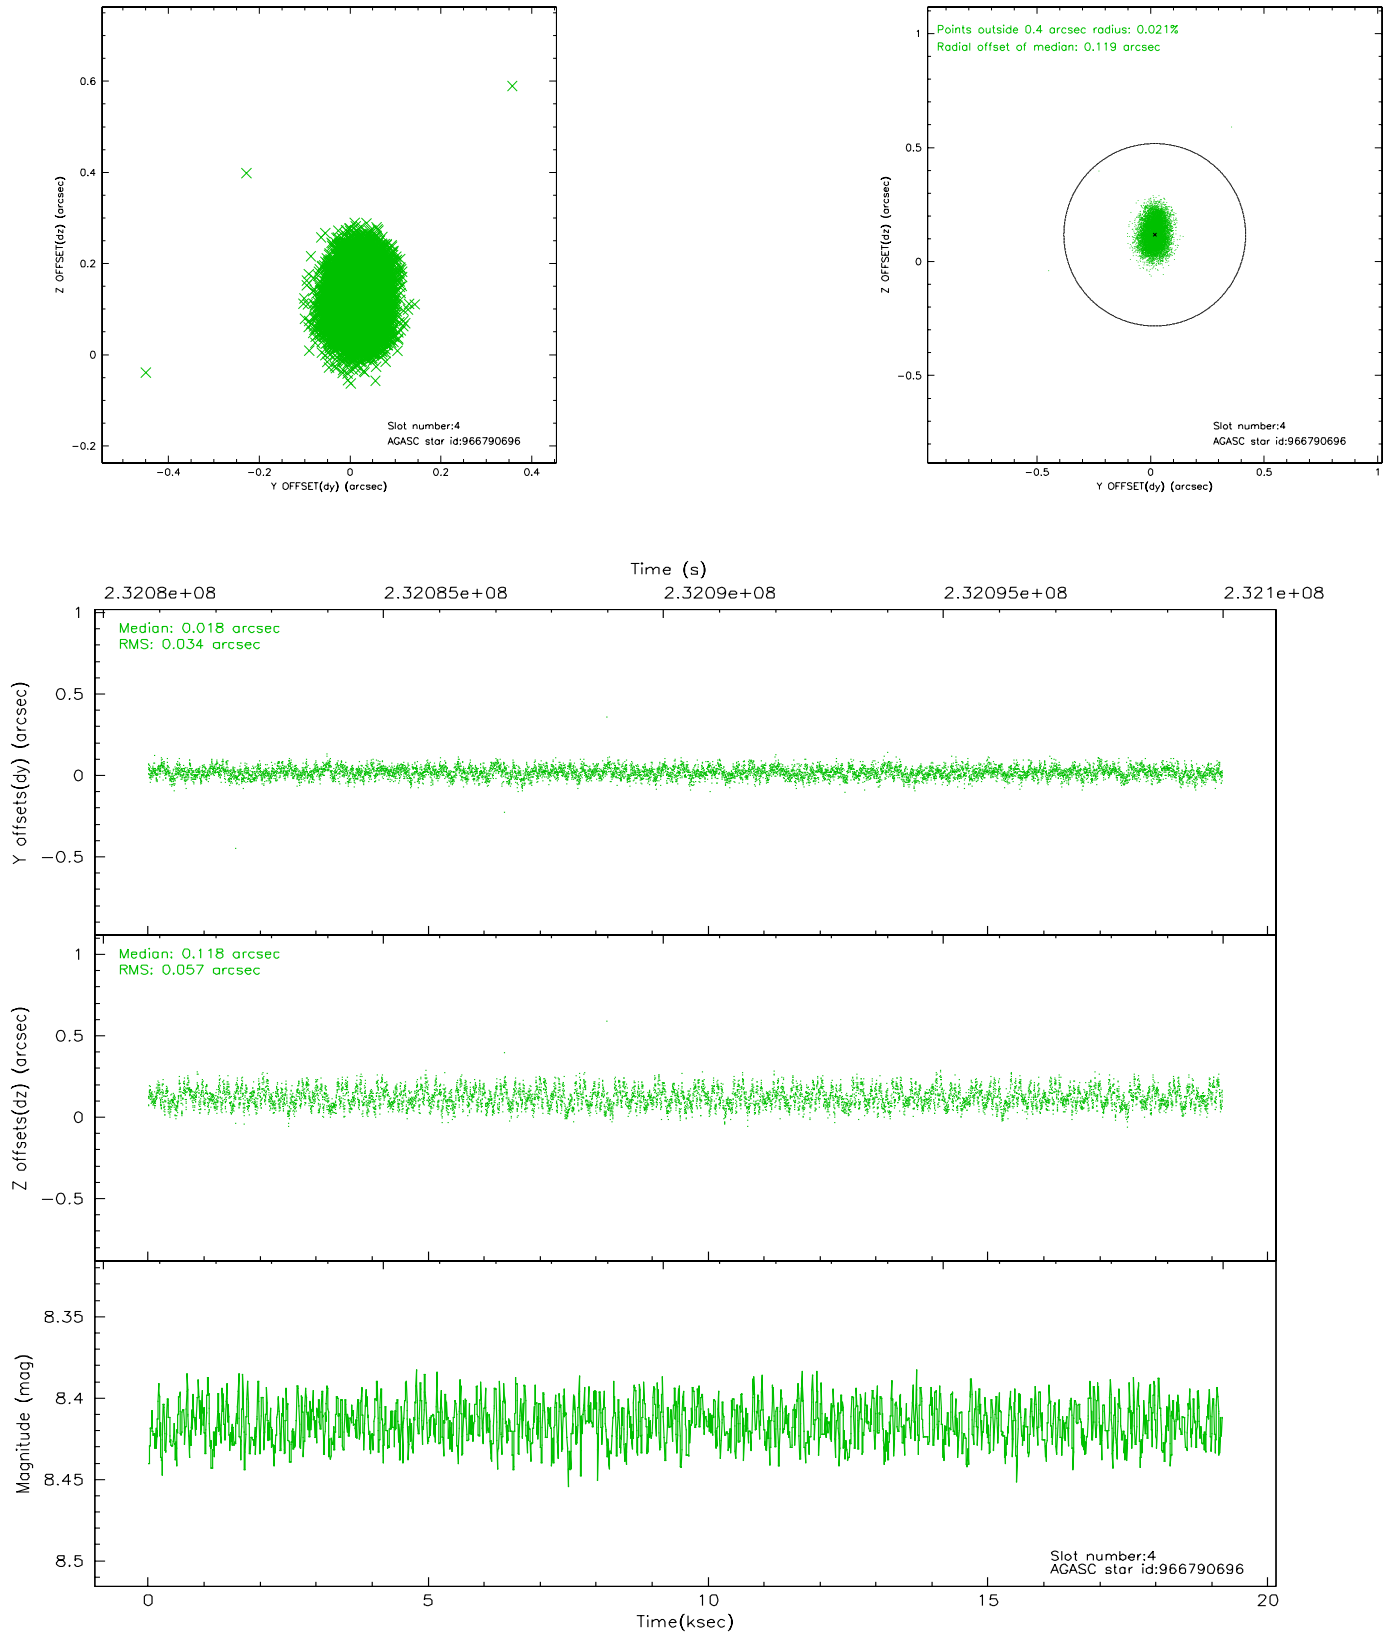 0.6
0.4
0.2
0
-0.2
Z OFFSET(dz) (arcsec)
Slot number:4
AGASC star id:966790696
-0.4 -0.2 0 0.2 0.4
Y OFFSET(dy) (arcsec)
Points outside 0.4 arcsec radius: 0.021%
Radial offset of median: 0.119 arcsec
1
0.5
0
-0.5
Z OFFSET(dz) (arcsec)
Slot number:4
AGASC star id:966790696
-0.5 0 0.5 1
Y OFFSET(dy) (arcsec)
Time (s)
2.3208e+08 2.32085e+08 2.3209e+08 2.32095e+08 2.321e+08
Median: 0.018 arcsec
RMS: 0.034 arcsec
1
0.5
0
-0.5
Y offsets(dy) (arcsec)
Median: 0.118 arcsec
RMS: 0.057 arcsec
1
0.5
0
-0.5
Z offsets(dz) (arcsec)
8.35
8.4
8.45
8.5
Magnitude (mag)
Slot number:4
AGASC star id:966790696
0 5 10 15 20
Time(ksec)